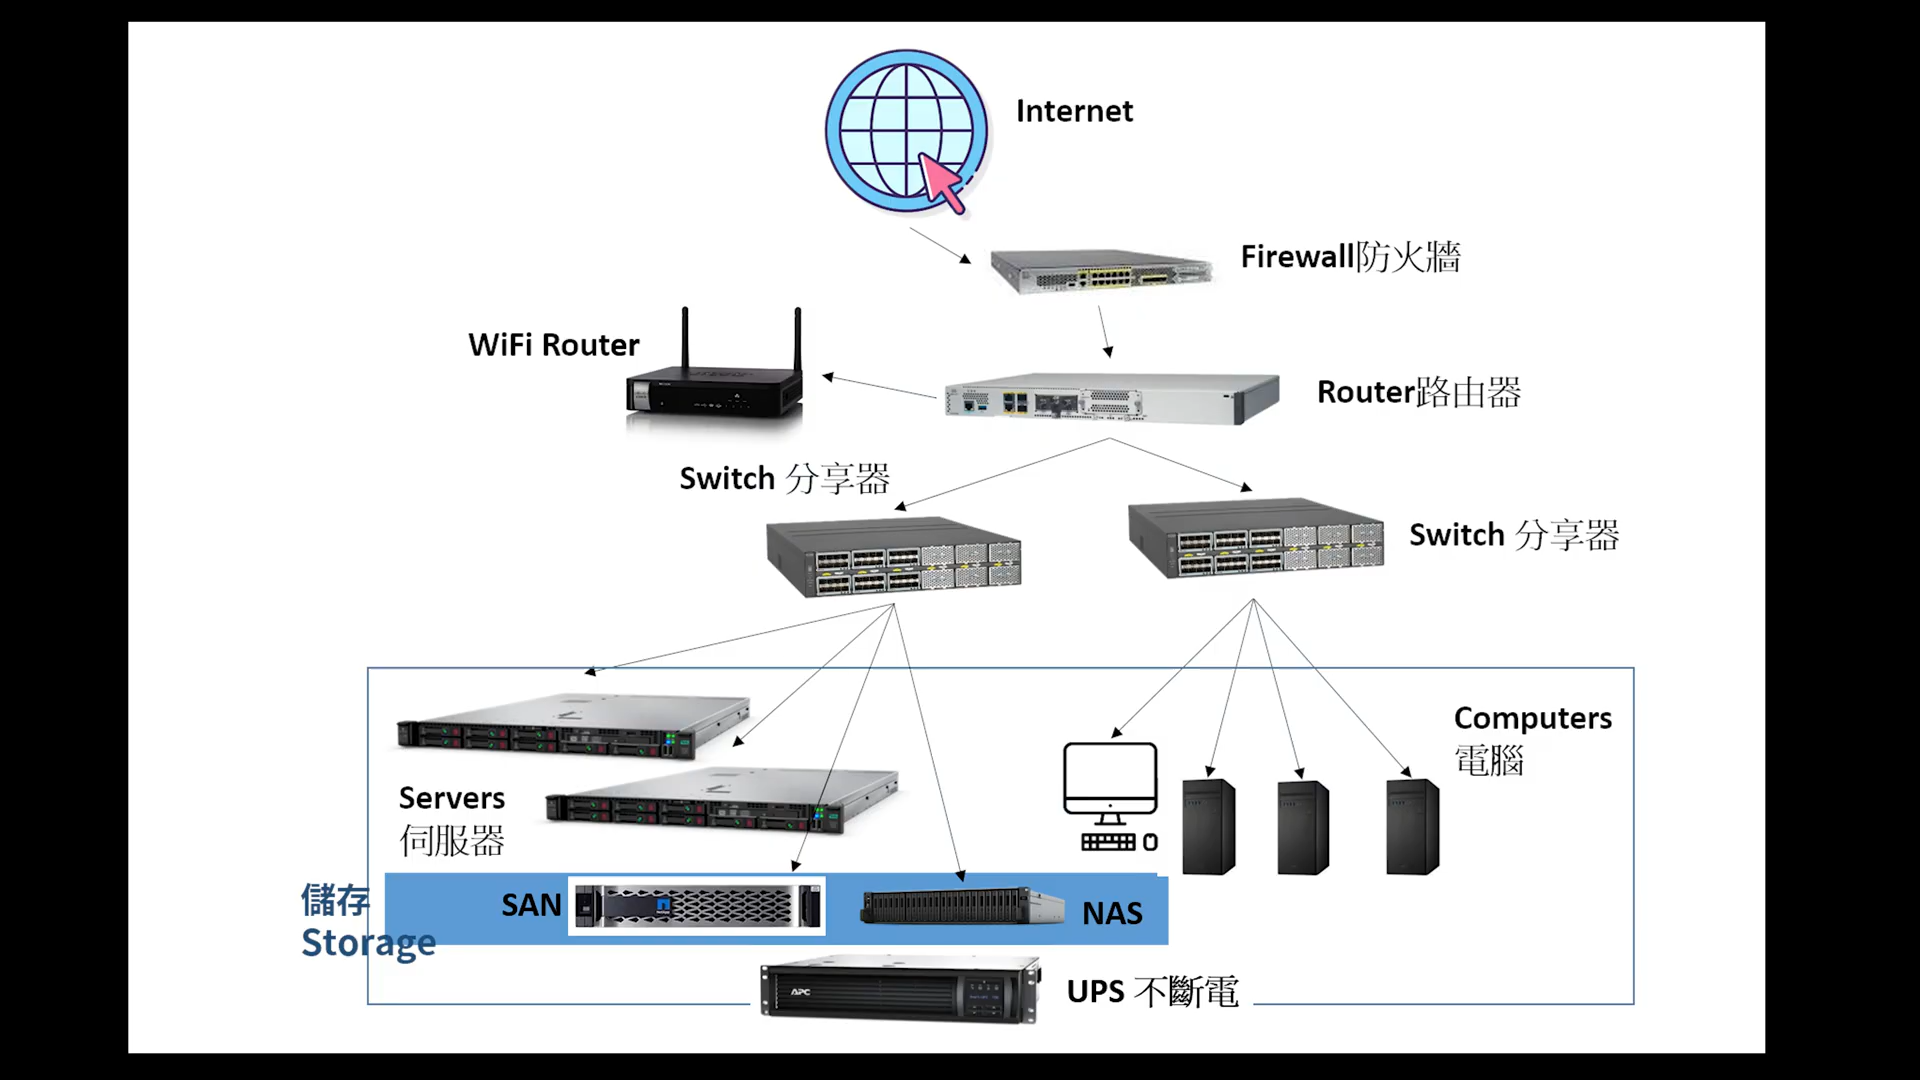 Internet
Firewall防火牆
WiFi Router
Router路由器
Switch 分享器
Switch 分享器
Computers
電腦
Servers
伺服器
儲存
Storage
SAN
NAS
APC
UPS 不斷電